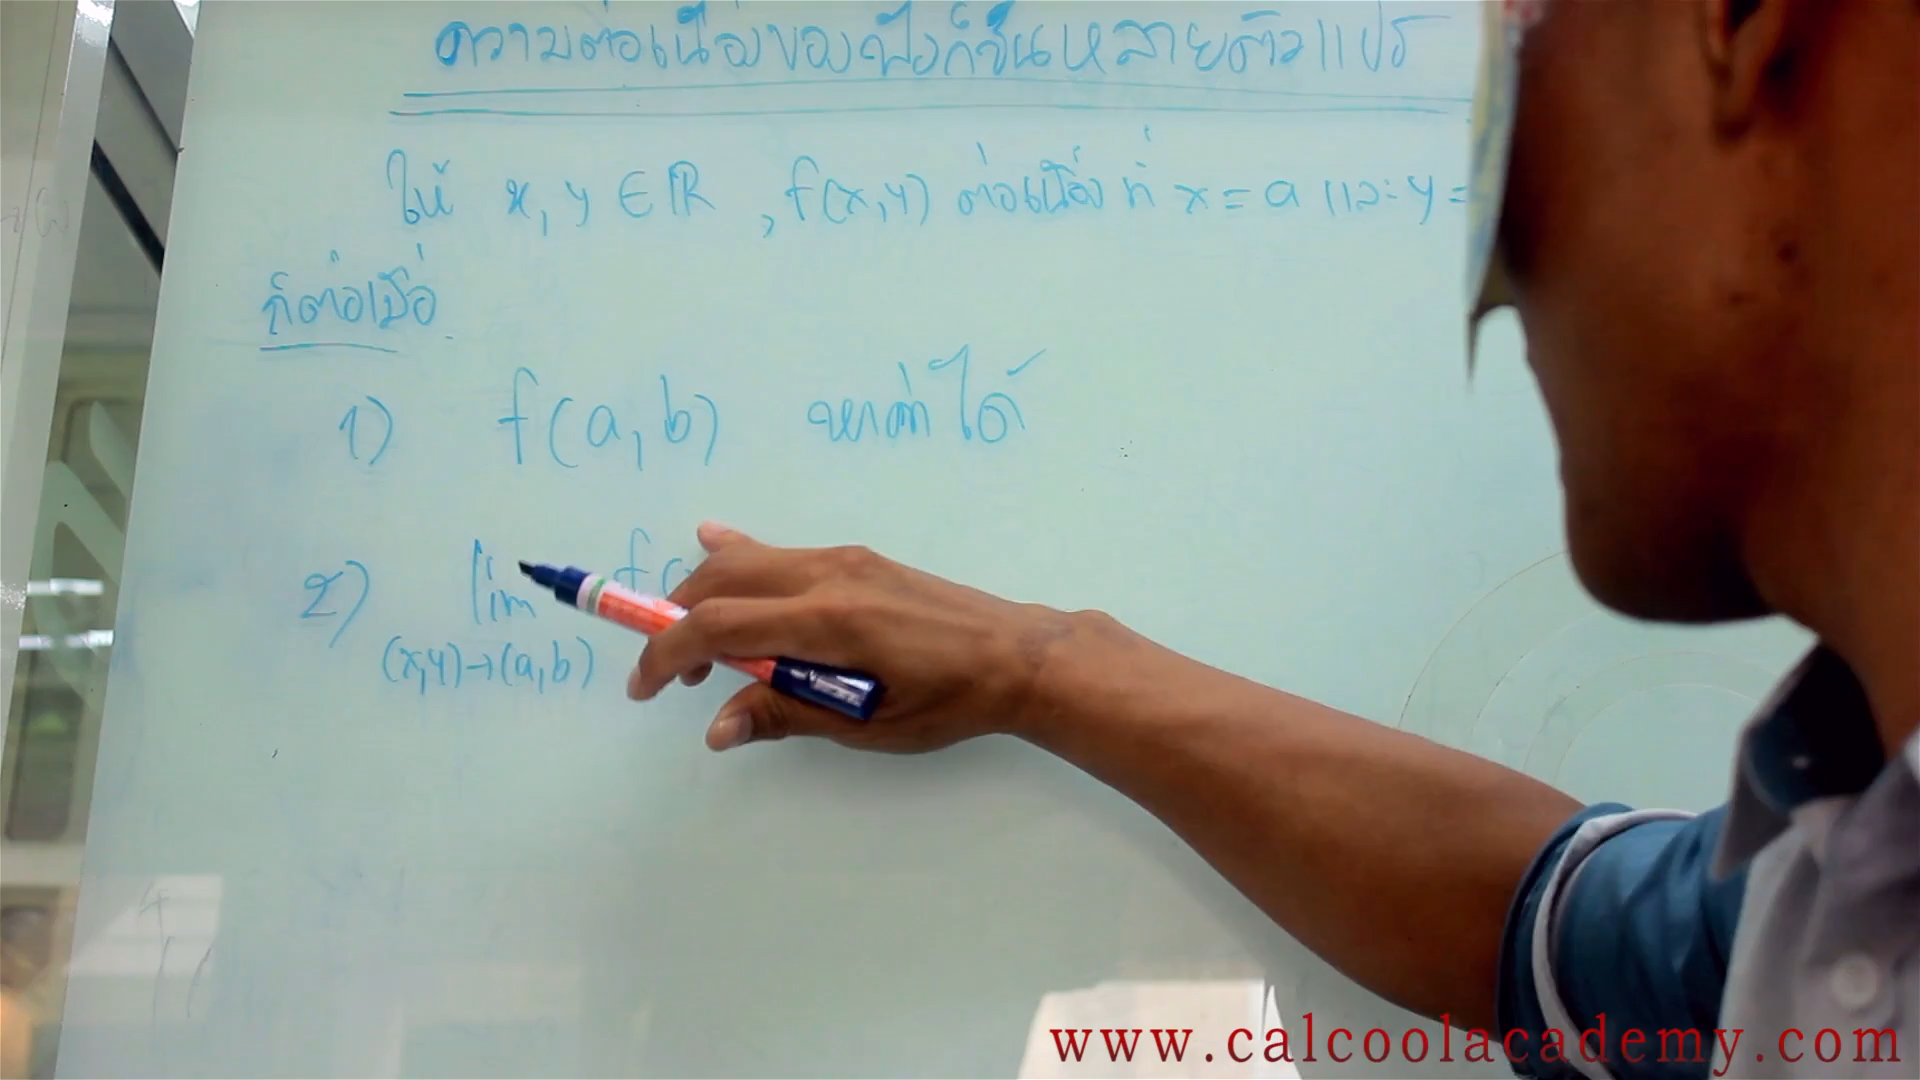 ความต่อเนื่องของฟังก์ชันหลายตัวแปร
ให้ x, y ∈ ℝ , f(x,y) ต่อเนื่อง ที่ x = a และ y =
ก็ต่อเมื่อ
1) f(a,b) หาค่าได้
2) lim f(
(x,y)→(a,b)
www.calcoolacademy.com